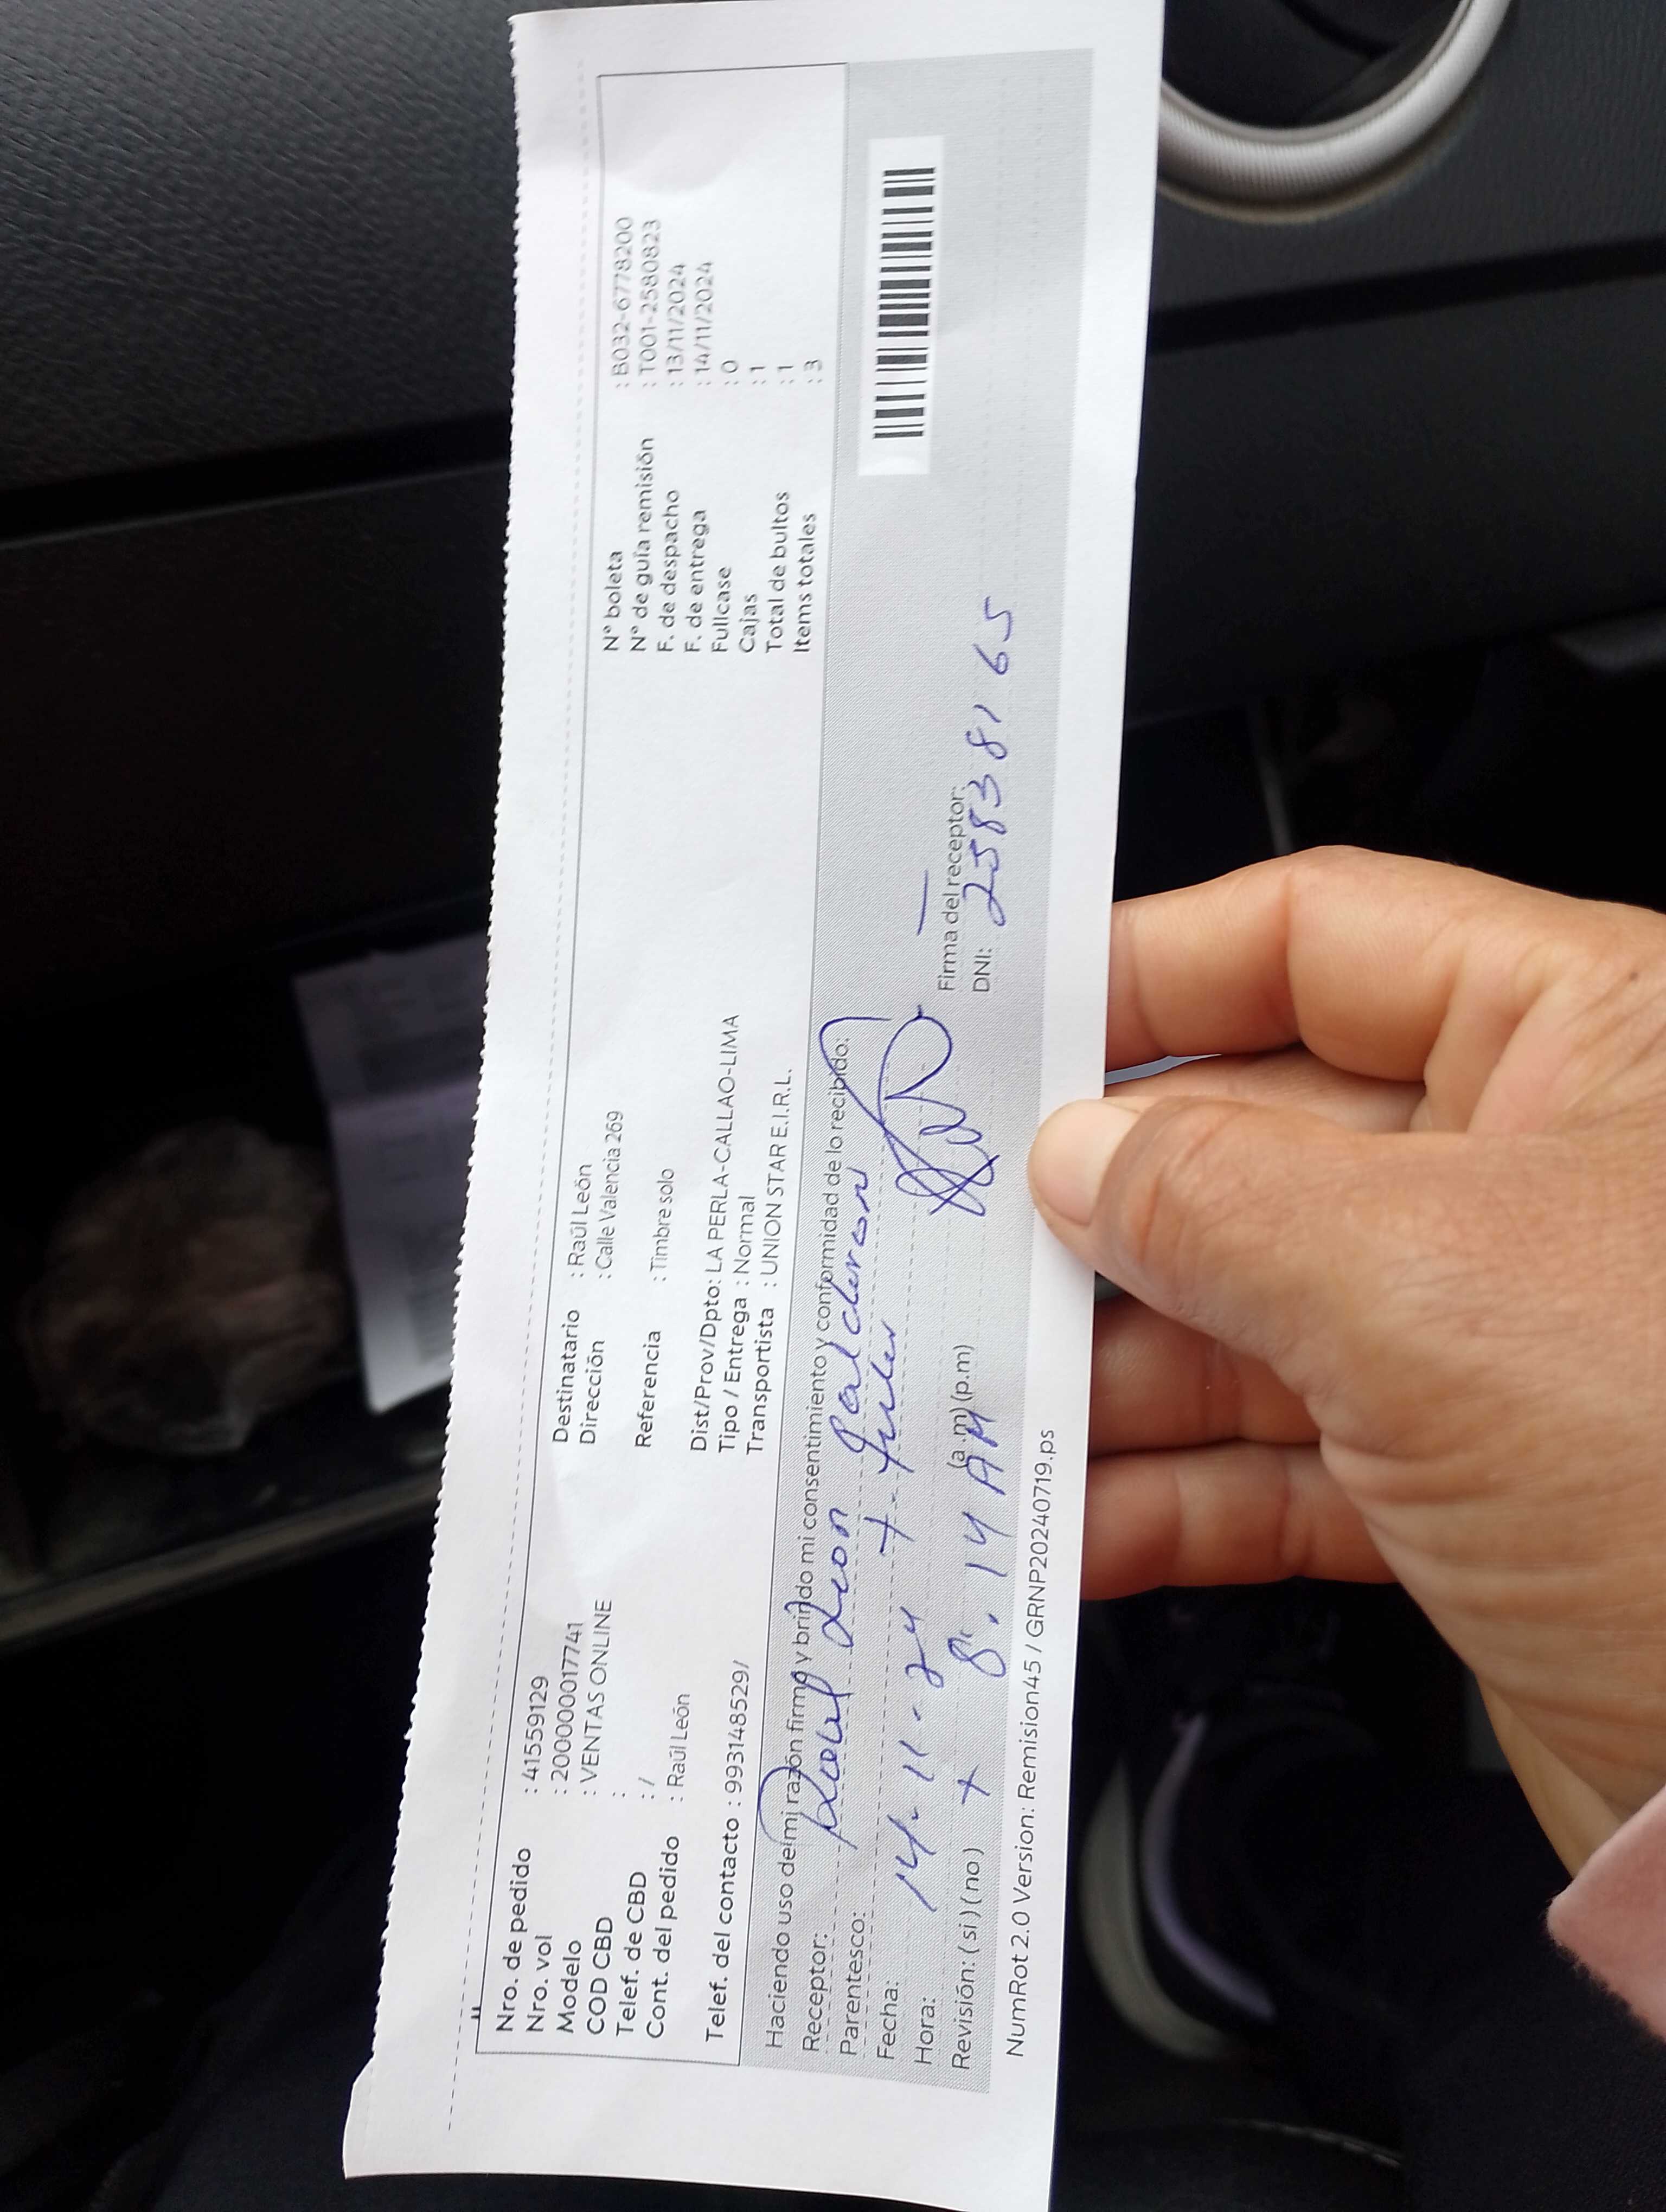 Nro. de pedido : 41559129
Nro. vol : 200000017741
Modelo : VENTAS ONLINE
COD CBD :
Telef. de CBD : /
Cont. del pedido : Raúl León
Telef. del contacto : 993148529/
Destinatario : Raúl León
Dirección : Calle Valencia 269
Referencia : Timbre solo
Dist/Prov/Dpto: LA PERLA-CALLAO-LIMA
Tipo / Entrega : Normal
Transportista : UNION STAR E.I.R.L.
N° boleta : B032-6778200
N° de guía remisión : T001-2580823
F. de despacho : 13/11/2024
F. de entrega : 14/11/2024
Fullcase : 0
Cajas : 1
Total de bultos : 1
Items totales : 3
Haciendo uso de mi razón firmo y brindo mi consentimiento y conformidad de lo recibido:
Receptor: Raul Leon
Parentesco:
Fecha: 14-11-24
Hora: 8:14 AM (a.m) (p.m)
Revisión: ( si ) ( no )
Firma del receptor:
DNI: 25838165
NumRot 2.0 Version: Remision45 / GRNP20240719.ps